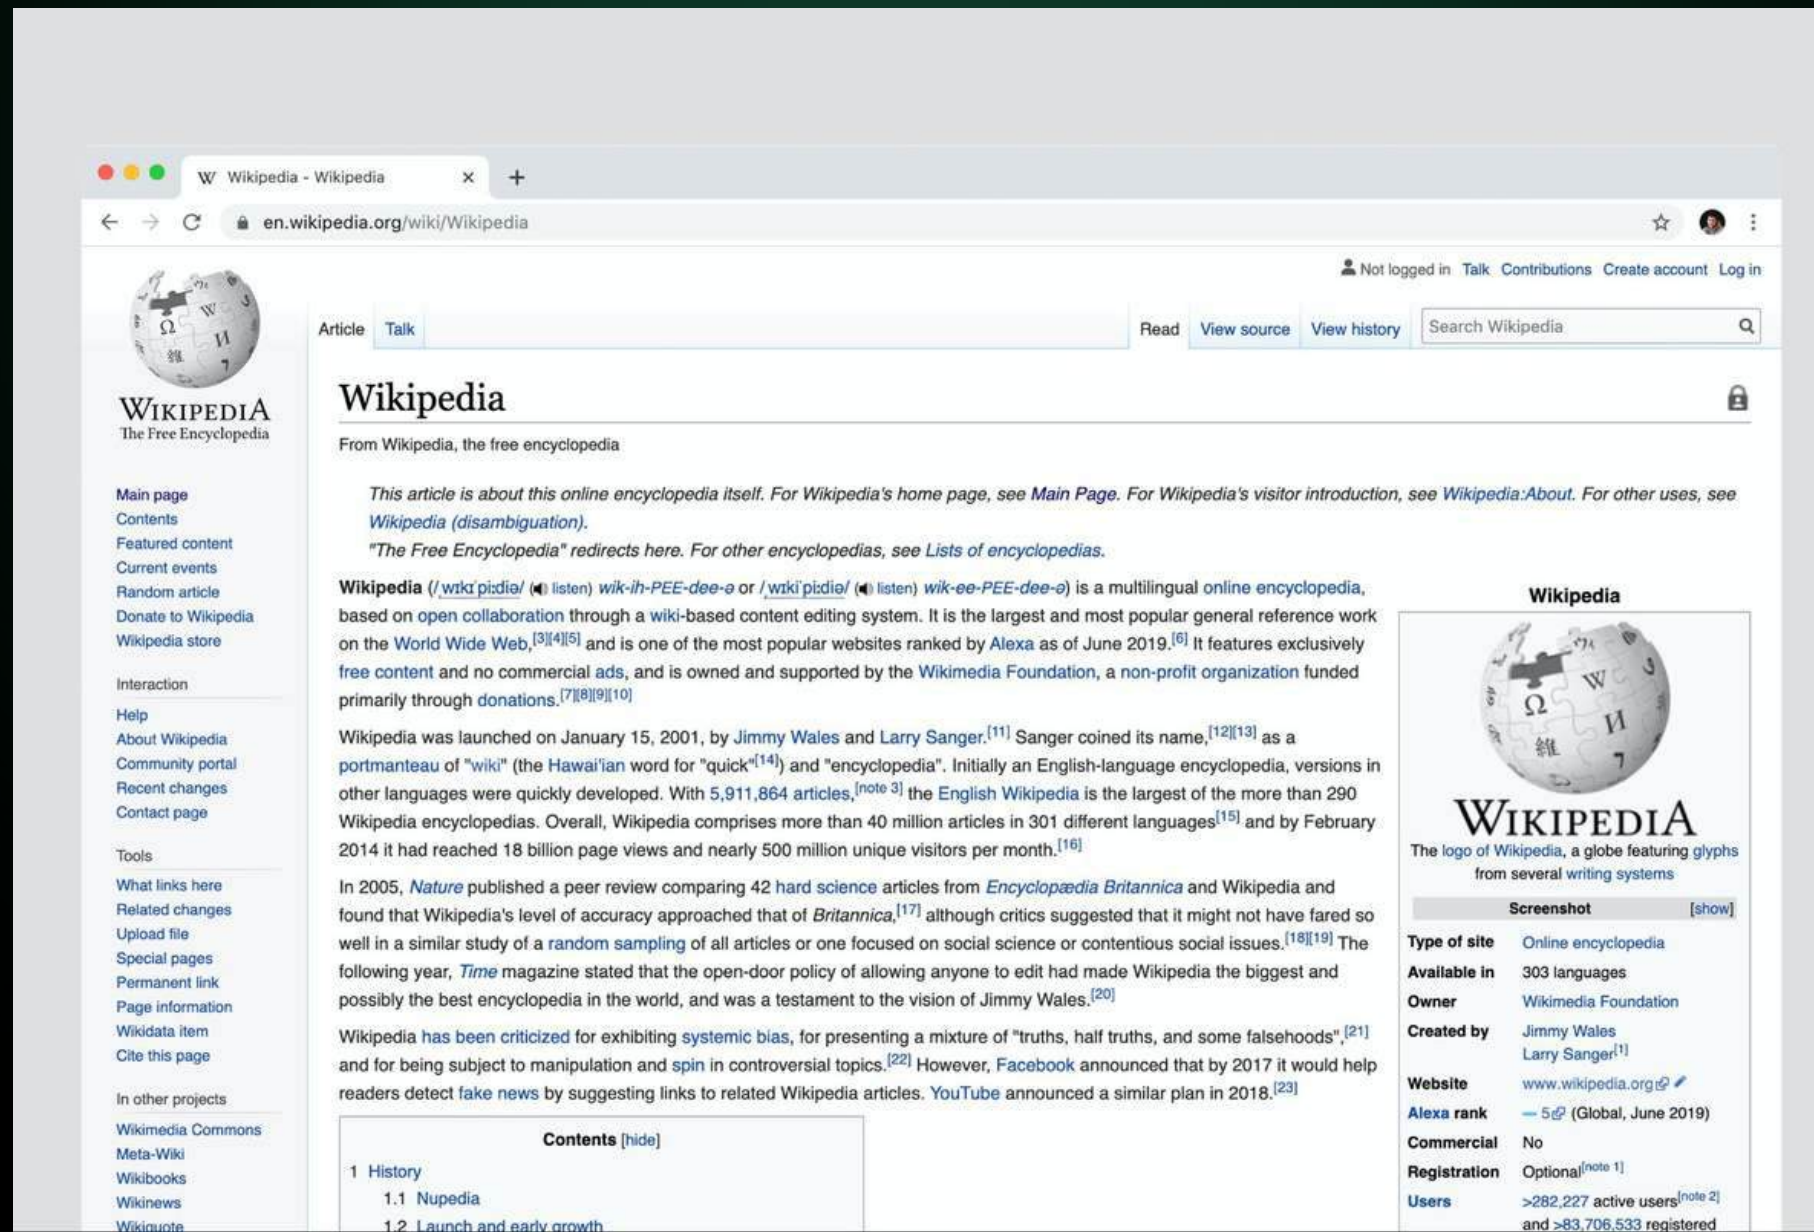 Wikipedia - Wikipedia
en.wikipedia.org/wiki/Wikipedia
Not logged in Talk Contributions Create account Log in
Article Talk
Read View source View history Search Wikipedia
WIKIPEDIA
The Free Encyclopedia
Main page
Contents
Featured content
Current events
Random article
Donate to Wikipedia
Wikipedia store
Interaction
Help
About Wikipedia
Community portal
Recent changes
Contact page
Tools
What links here
Related changes
Upload file
Special pages
Permanent link
Page information
Wikidata item
Cite this page
In other projects
Wikimedia Commons
Meta-Wiki
Wikibooks
Wikinews
Wikiquote
Wikipedia
From Wikipedia, the free encyclopedia
This article is about this online encyclopedia itself. For Wikipedia's home page, see Main Page. For Wikipedia's visitor introduction, see Wikipedia:About. For other uses, see
Wikipedia (disambiguation).
"The Free Encyclopedia" redirects here. For other encyclopedias, see Lists of encyclopedias.
Wikipedia (/ˌwɪkɪˈpiːdiə/ (listen) wik-ih-PEE-dee-ə or /ˌwɪkiˈpiːdiə/ (listen) wik-ee-PEE-dee-ə) is a multilingual online encyclopedia,
based on open collaboration through a wiki-based content editing system. It is the largest and most popular general reference work
on the World Wide Web,[3][4][5] and is one of the most popular websites ranked by Alexa as of June 2019.[6] It features exclusively
free content and no commercial ads, and is owned and supported by the Wikimedia Foundation, a non-profit organization funded
primarily through donations.[7][8][9][10]
Wikipedia was launched on January 15, 2001, by Jimmy Wales and Larry Sanger.[11] Sanger coined its name,[12][13] as a
portmanteau of "wiki" (the Hawai'ian word for "quick"[14]) and "encyclopedia". Initially an English-language encyclopedia, versions in
other languages were quickly developed. With 5,911,864 articles,[note 3] the English Wikipedia is the largest of the more than 290
Wikipedia encyclopedias. Overall, Wikipedia comprises more than 40 million articles in 301 different languages[15] and by February
2014 it had reached 18 billion page views and nearly 500 million unique visitors per month.[16]
In 2005, Nature published a peer review comparing 42 hard science articles from Encyclopædia Britannica and Wikipedia and
found that Wikipedia's level of accuracy approached that of Britannica,[17] although critics suggested that it might not have fared so
well in a similar study of a random sampling of all articles or one focused on social science or contentious social issues.[18][19] The
following year, Time magazine stated that the open-door policy of allowing anyone to edit had made Wikipedia the biggest and
possibly the best encyclopedia in the world, and was a testament to the vision of Jimmy Wales.[20]
Wikipedia has been criticized for exhibiting systemic bias, for presenting a mixture of "truths, half truths, and some falsehoods",[21]
and for being subject to manipulation and spin in controversial topics.[22] However, Facebook announced that by 2017 it would help
readers detect fake news by suggesting links to related Wikipedia articles. YouTube announced a similar plan in 2018.[23]
Contents [hide]
1 History
1.1 Nupedia
1.2 Launch and early growth
Wikipedia
WIKIPEDIA
The logo of Wikipedia, a globe featuring glyphs
from several writing systems
Screenshot [show]
Type of site Online encyclopedia
Available in 303 languages
Owner Wikimedia Foundation
Created by Jimmy Wales
Larry Sanger[1]
Website www.wikipedia.org
Alexa rank 5 (Global, June 2019)
Commercial No
Registration Optional[note 1]
Users >282,227 active users[note 2]
and >83,706,533 registered